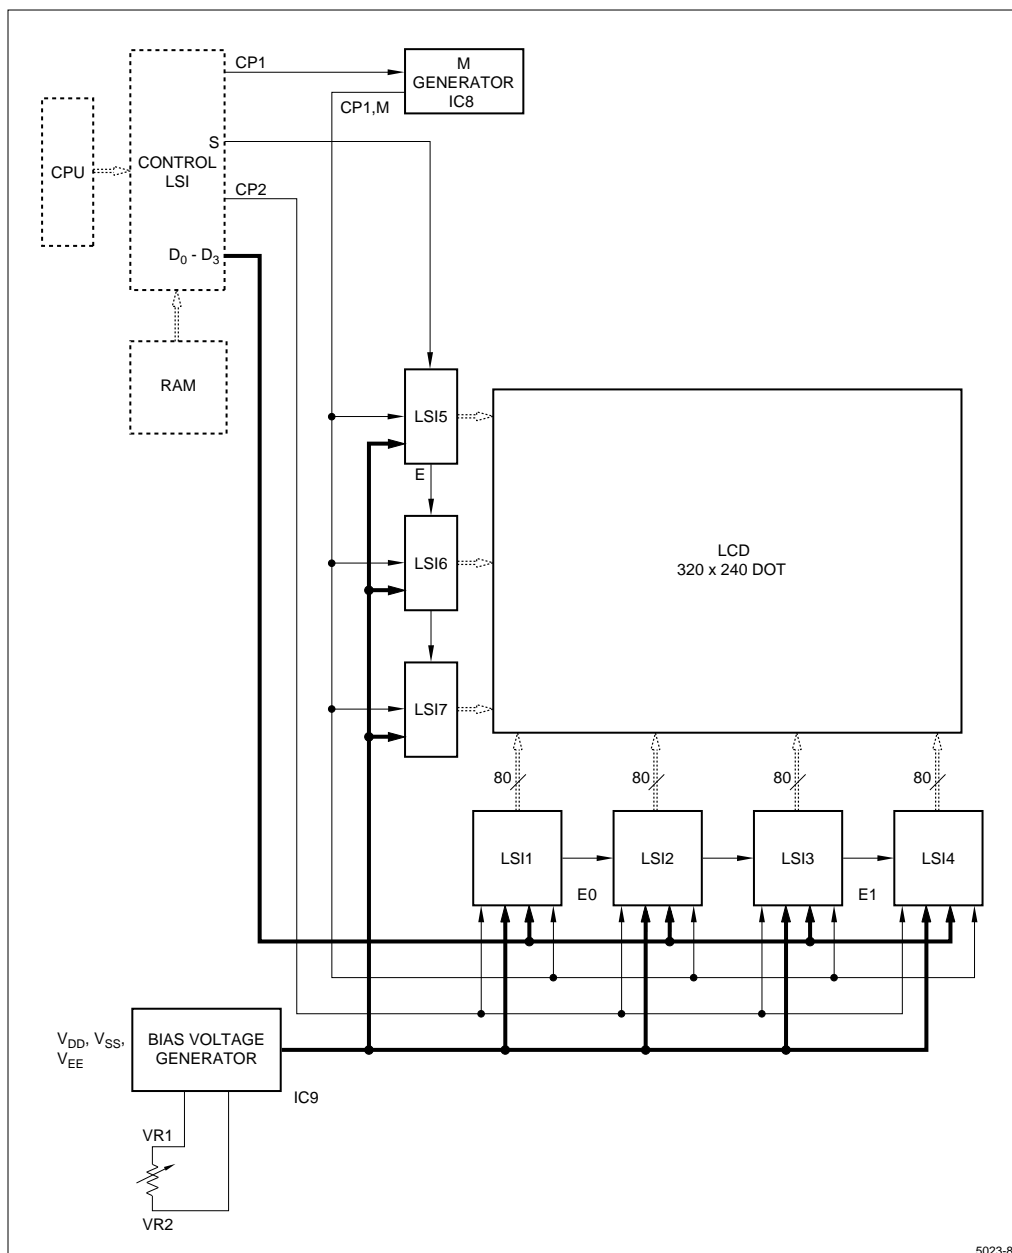 CP1
M
GENERATOR
IC8
CP1,M
S
CPU
CONTROL
LSI
CP2
D0 - D3
RAM
LSI5
E
LSI6
LCD
320 x 240 DOT
LSI7
80
80
80
80
LSI1
LSI2
LSI3
LSI4
E0
E1
VDD, VSS,
VEE
BIAS VOLTAGE
GENERATOR
IC9
VR1
VR2
5023-8